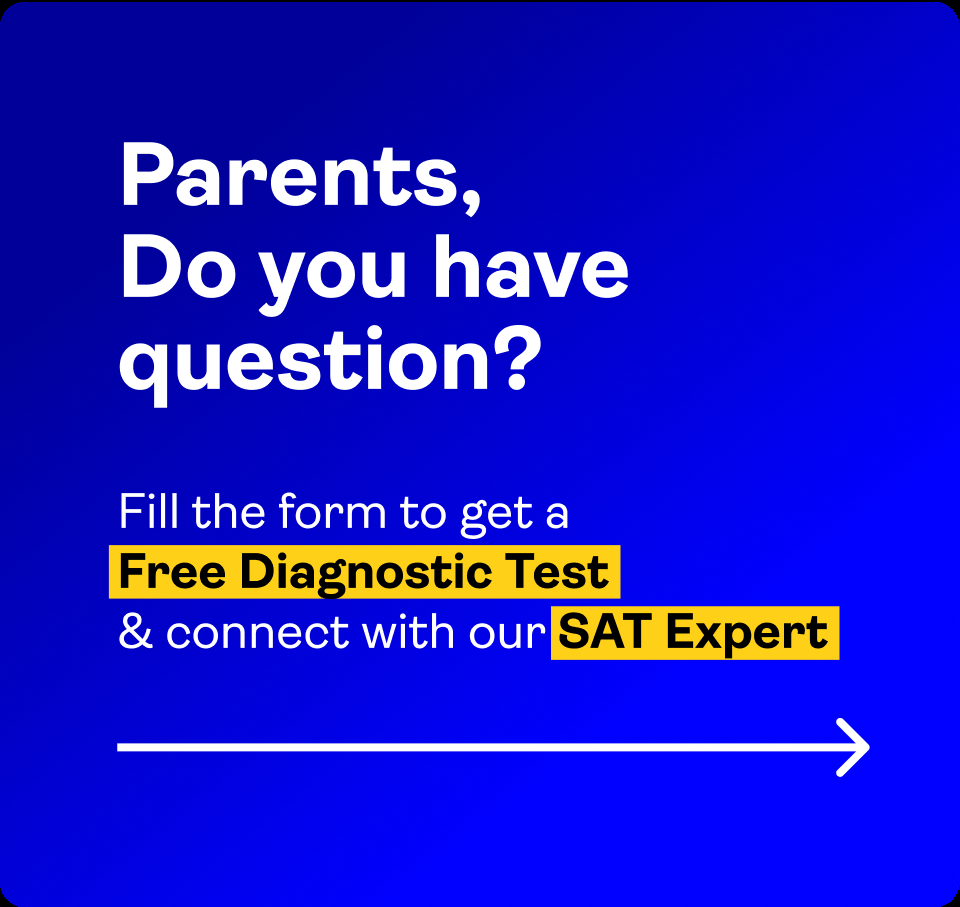 Parents,
Do you have
question?
Fill the form to get a
Free Diagnostic Test
& connect with our SAT Expert